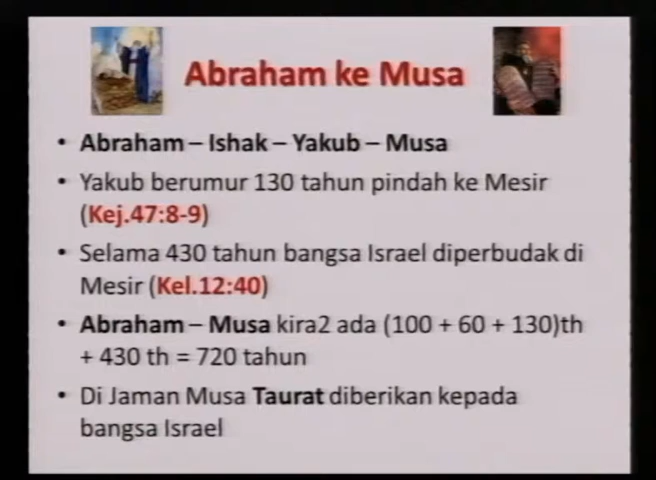 Abraham ke Musa
• Abraham – Ishak – Yakub – Musa
• Yakub berumur 130 tahun pindah ke Mesir
(Kej.47:8-9)
• Selama 430 tahun bangsa Israel diperbudak di
Mesir (Kel.12:40)
• Abraham – Musa kira2 ada (100 + 60 + 130)th
+ 430 th = 720 tahun
• Di Jaman Musa Taurat diberikan kepada
bangsa Israel